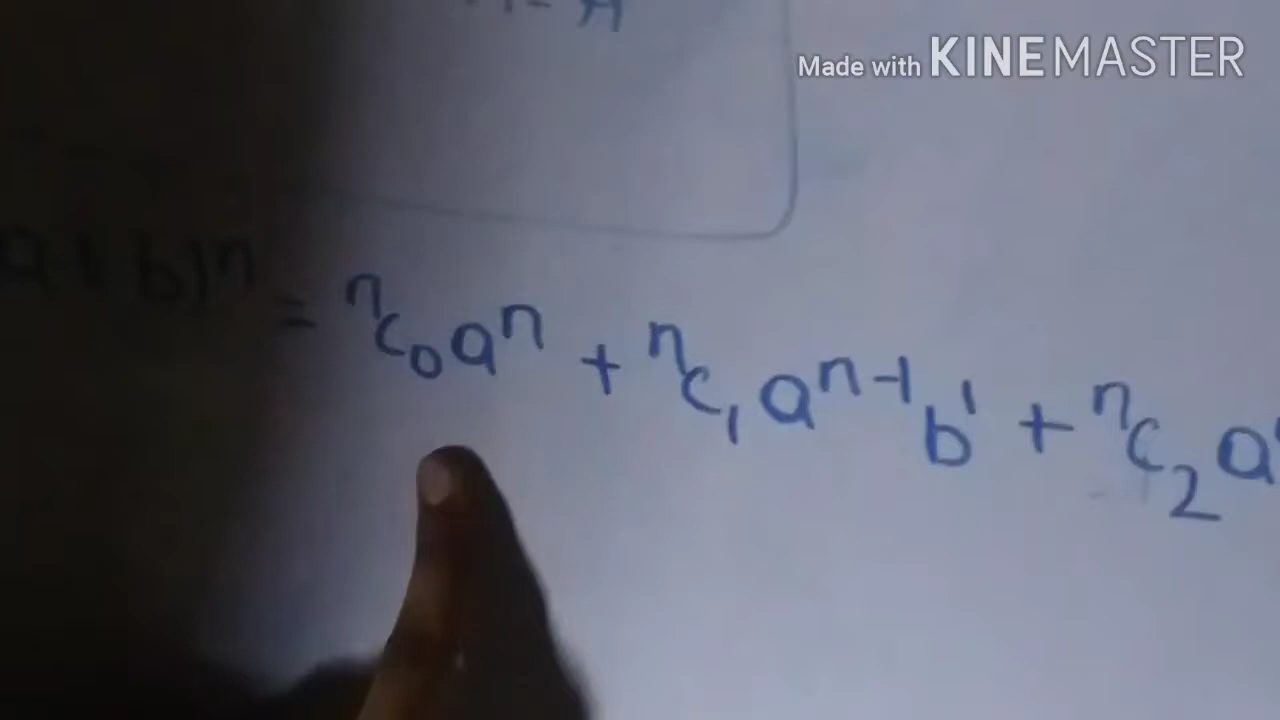 Made with KINEMASTER
(a+b)ⁿ = ⁿC₀aⁿ + ⁿC₁aⁿ⁻¹b¹ + ⁿC₂a